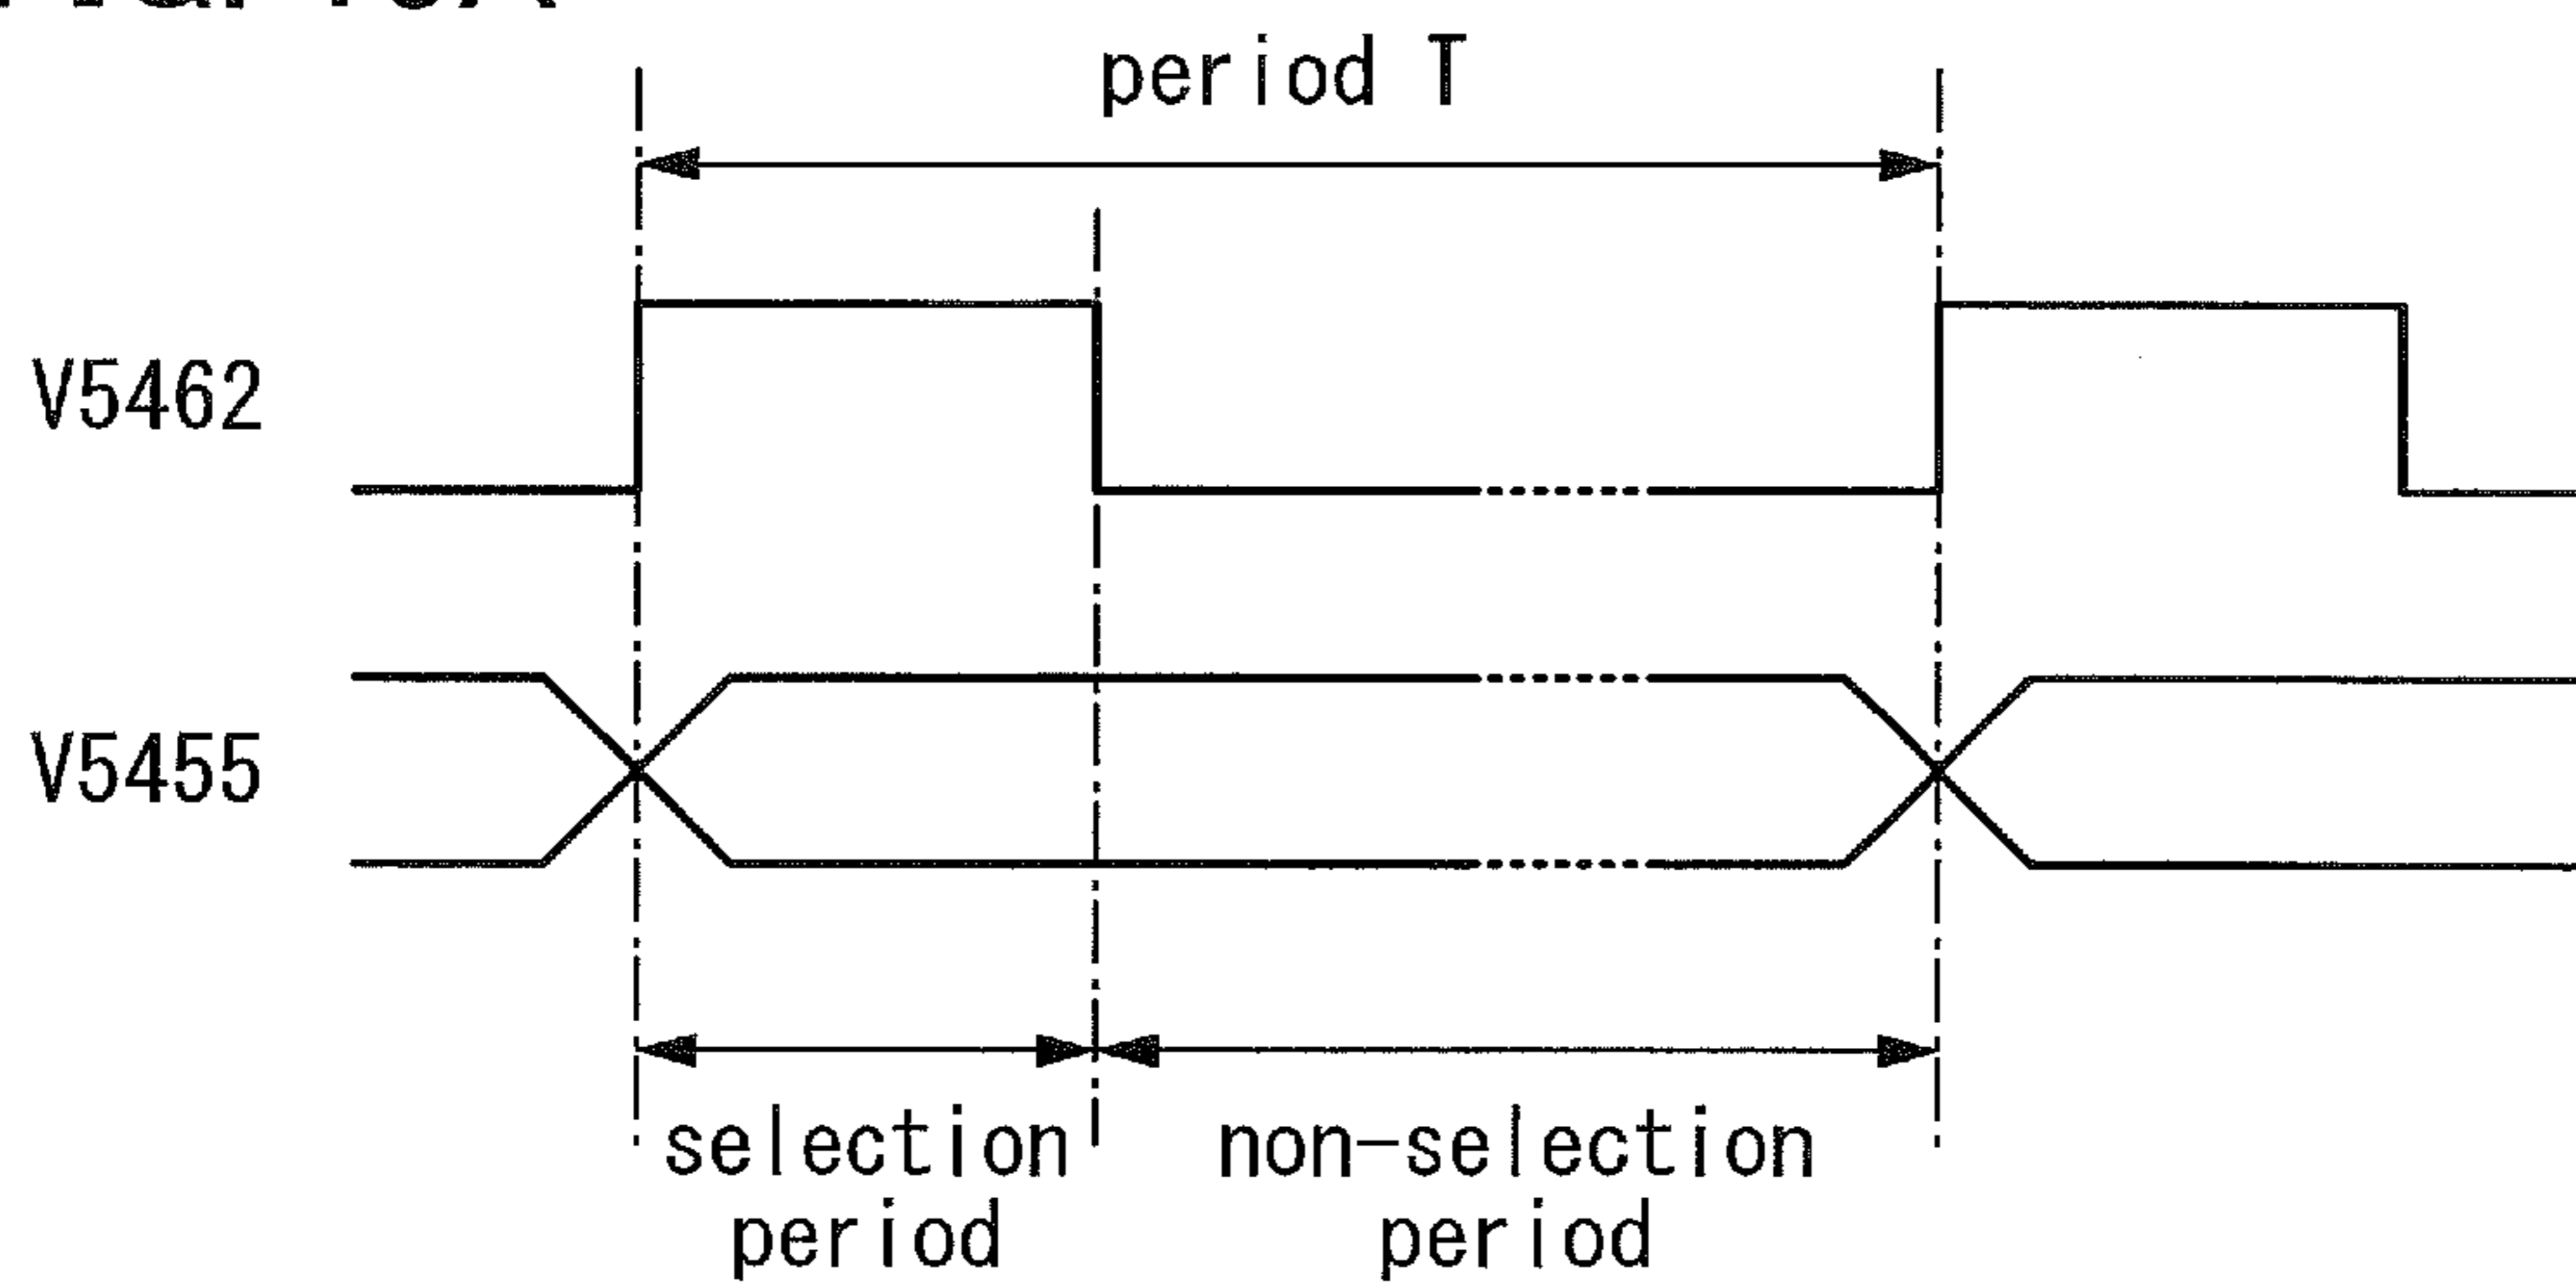 period T
V5462
V5455
selection
period
non-selection
period